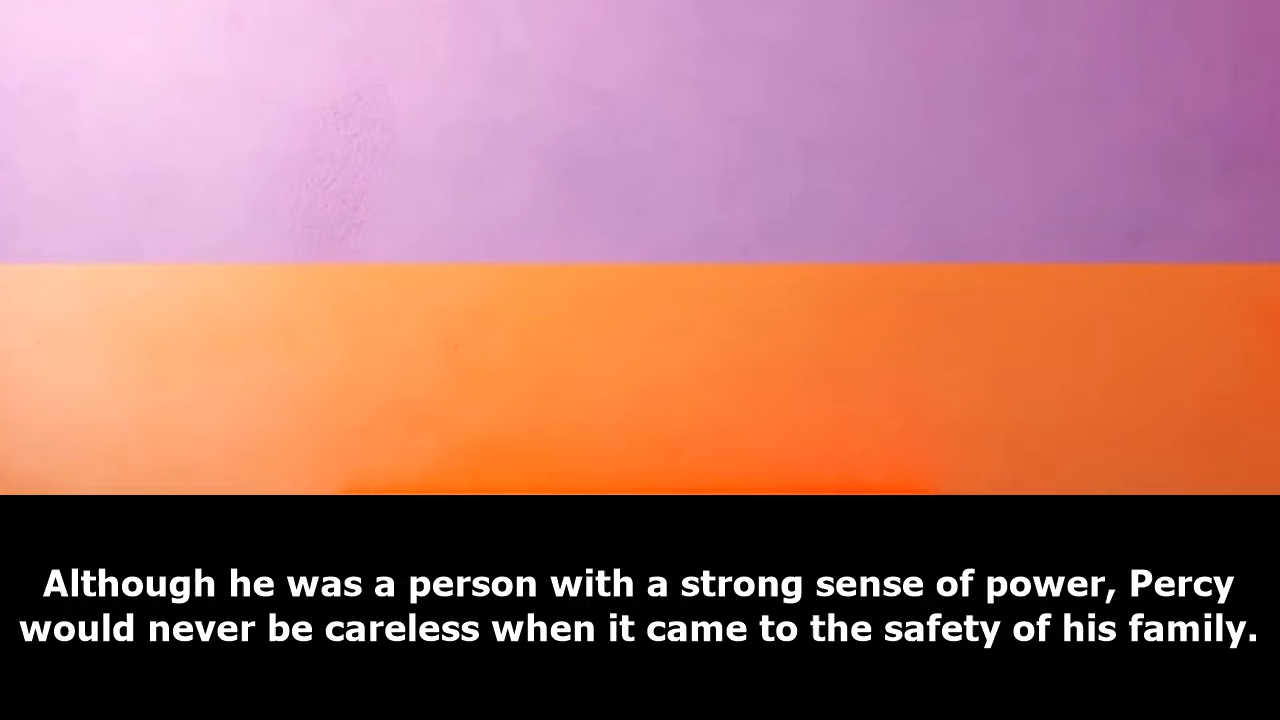 Although he was a person with a strong sense of power, Percy
would never be careless when it came to the safety of his family.